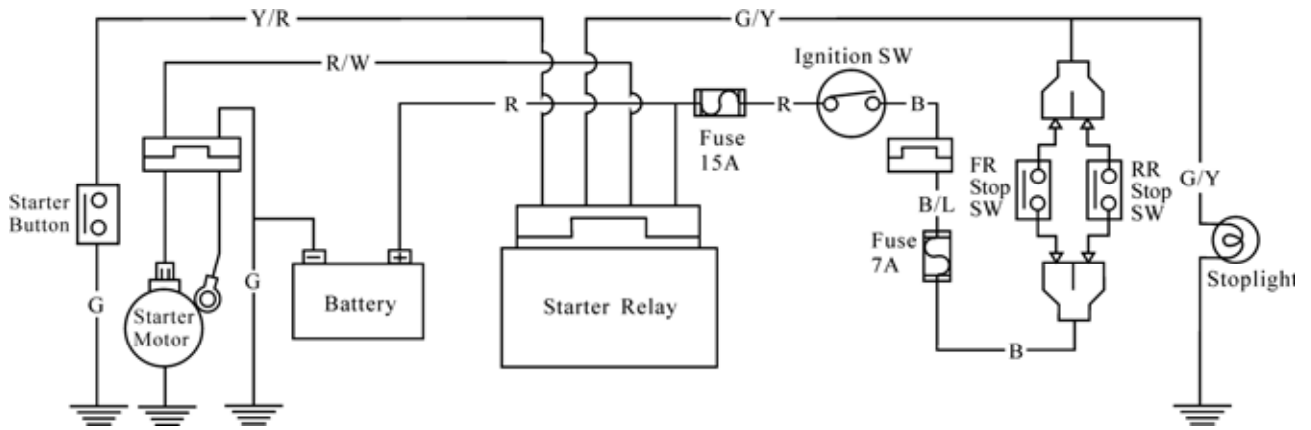 Y/R
G/Y
R/W
Ignition SW
R
R
B
Fuse
15A
FR
Stop
SW
RR
Stop
SW
G/Y
Starter
Button
B/L
Fuse
7A
G
Starter
Motor
G
Battery
Starter Relay
Stoplight
B